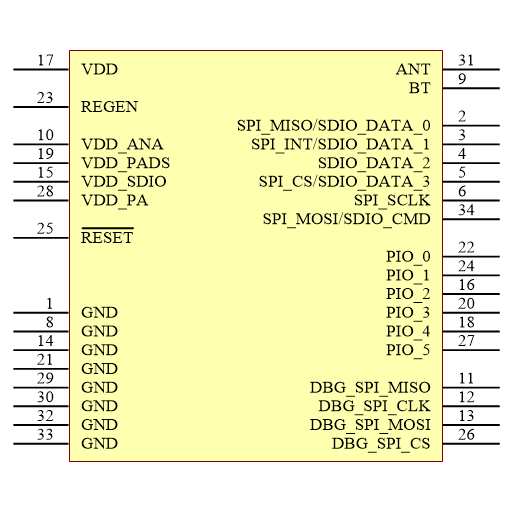 17 VDD ANT 31
BT 9
23 REGEN
SPI_MISO/SDIO_DATA_0 2
10 VDD_ANA SPI_INT/SDIO_DATA_1 3
19 VDD_PADS SDIO_DATA_2 4
15 VDD_SDIO SPI_CS/SDIO_DATA_3 5
28 VDD_PA SPI_SCLK 6
SPI_MOSI/SDIO_CMD 34
25 RESET
PIO_0 22
PIO_1 24
PIO_2 16
1 GND PIO_3 20
8 GND PIO_4 18
14 GND PIO_5 27
21 GND
29 GND DBG_SPI_MISO 11
30 GND DBG_SPI_CLK 12
32 GND DBG_SPI_MOSI 13
33 GND DBG_SPI_CS 26